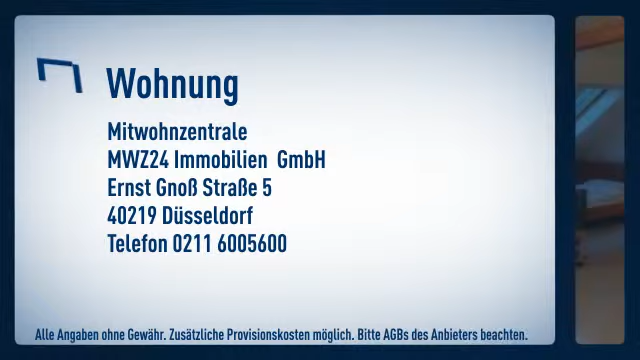 Wohnung
Mitwohnzentrale
MWZ24 Immobilien GmbH
Ernst Gnoß Straße 5
40219 Düsseldorf
Telefon 0211 6005600
Alle Angaben ohne Gewähr. Zusätzliche Provisionskosten möglich. Bitte AGBs des Anbieters beachten.